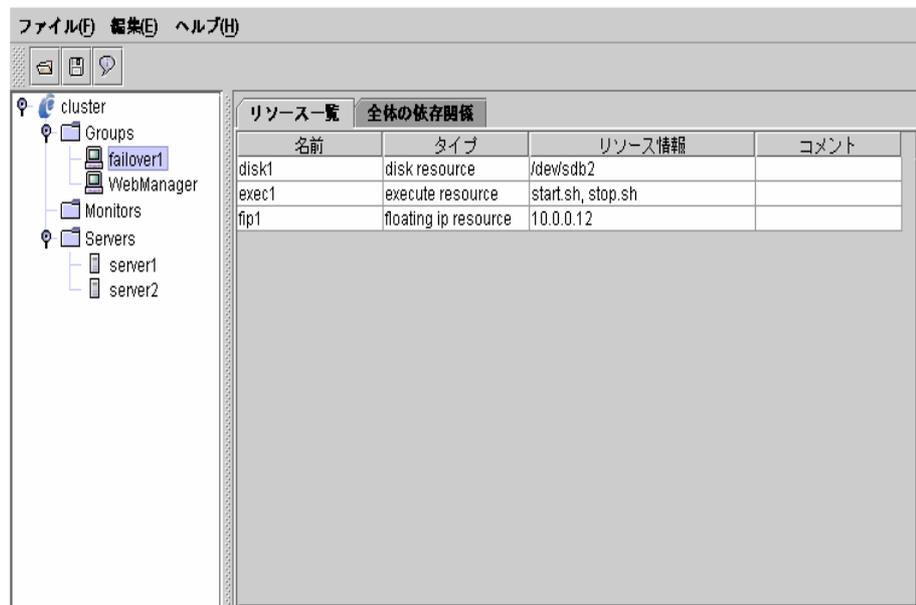 ファイル(F) 編集(E) ヘルプ(H)
cluster
Groups
failover1
WebManager
Monitors
Servers
server1
server2
リソース一覧 全体の依存関係
名前 タイプ リソース情報 コメント
disk1 disk resource /dev/sdb2
exec1 execute resource start.sh, stop.sh
fip1 floating ip resource 10.0.0.12